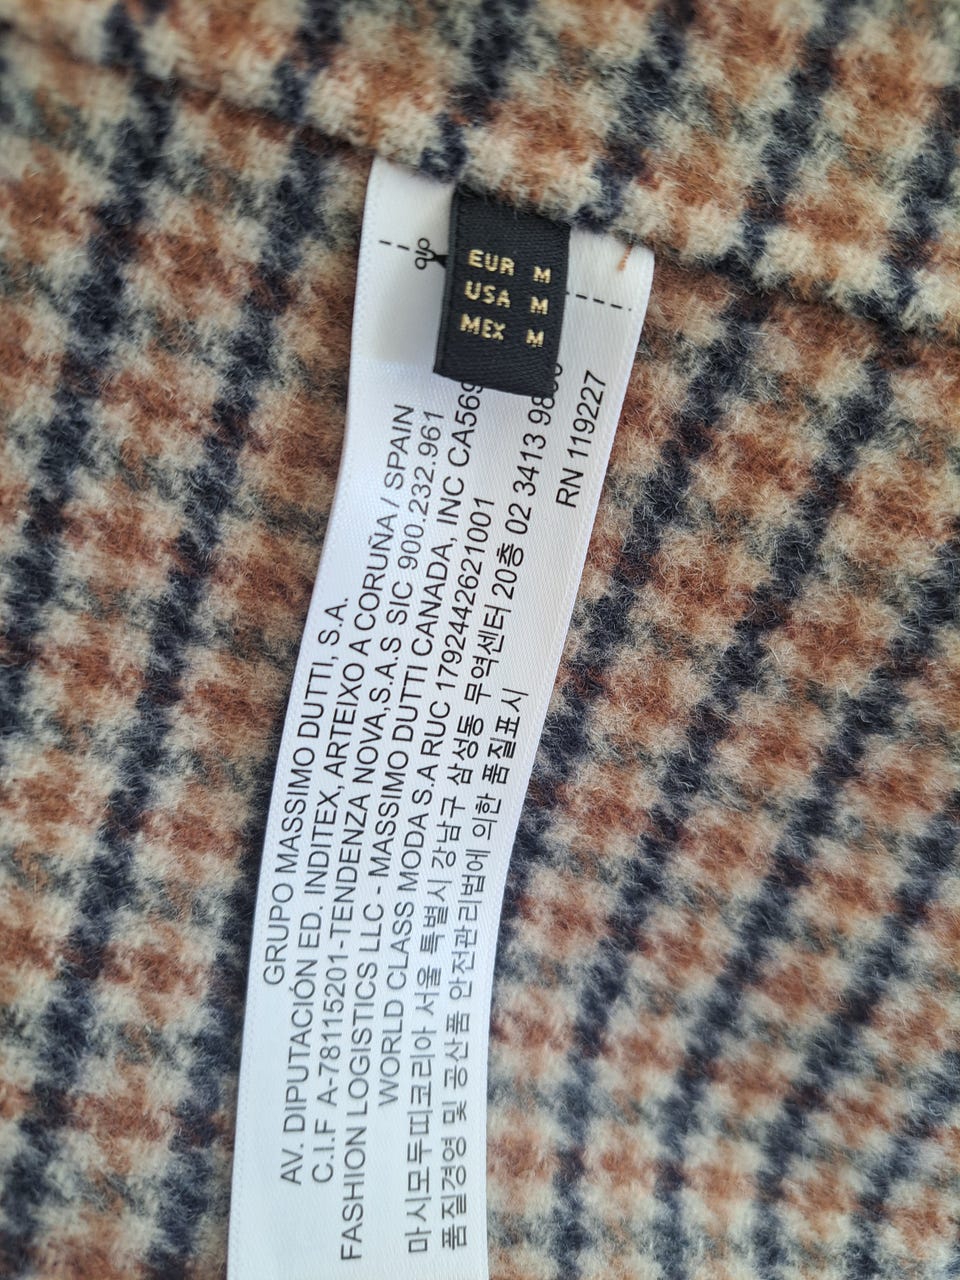 EUR M
USA M
MEX M
GRUPO MASSIMO DUTTI, S.A.
AV. DIPUTACIÓN ED. INDITEX, ARTEIXO A CORUÑA / SPAIN
C.I.F A-78115201 -TENDENZA NOVA,S.A.S SIC 900.232.961
FASHION LOGISTICS LLC - MASSIMO DUTTI CANADA, INC
WORLD CLASS MODA S.A RUC 1792442621001
마시모두띠코리아 서울 특별시 강남구 삼성동 무역센터 20층 02 3413
품질경영 및 공산품 안전관리법에 의한 품질표시
RN 119227